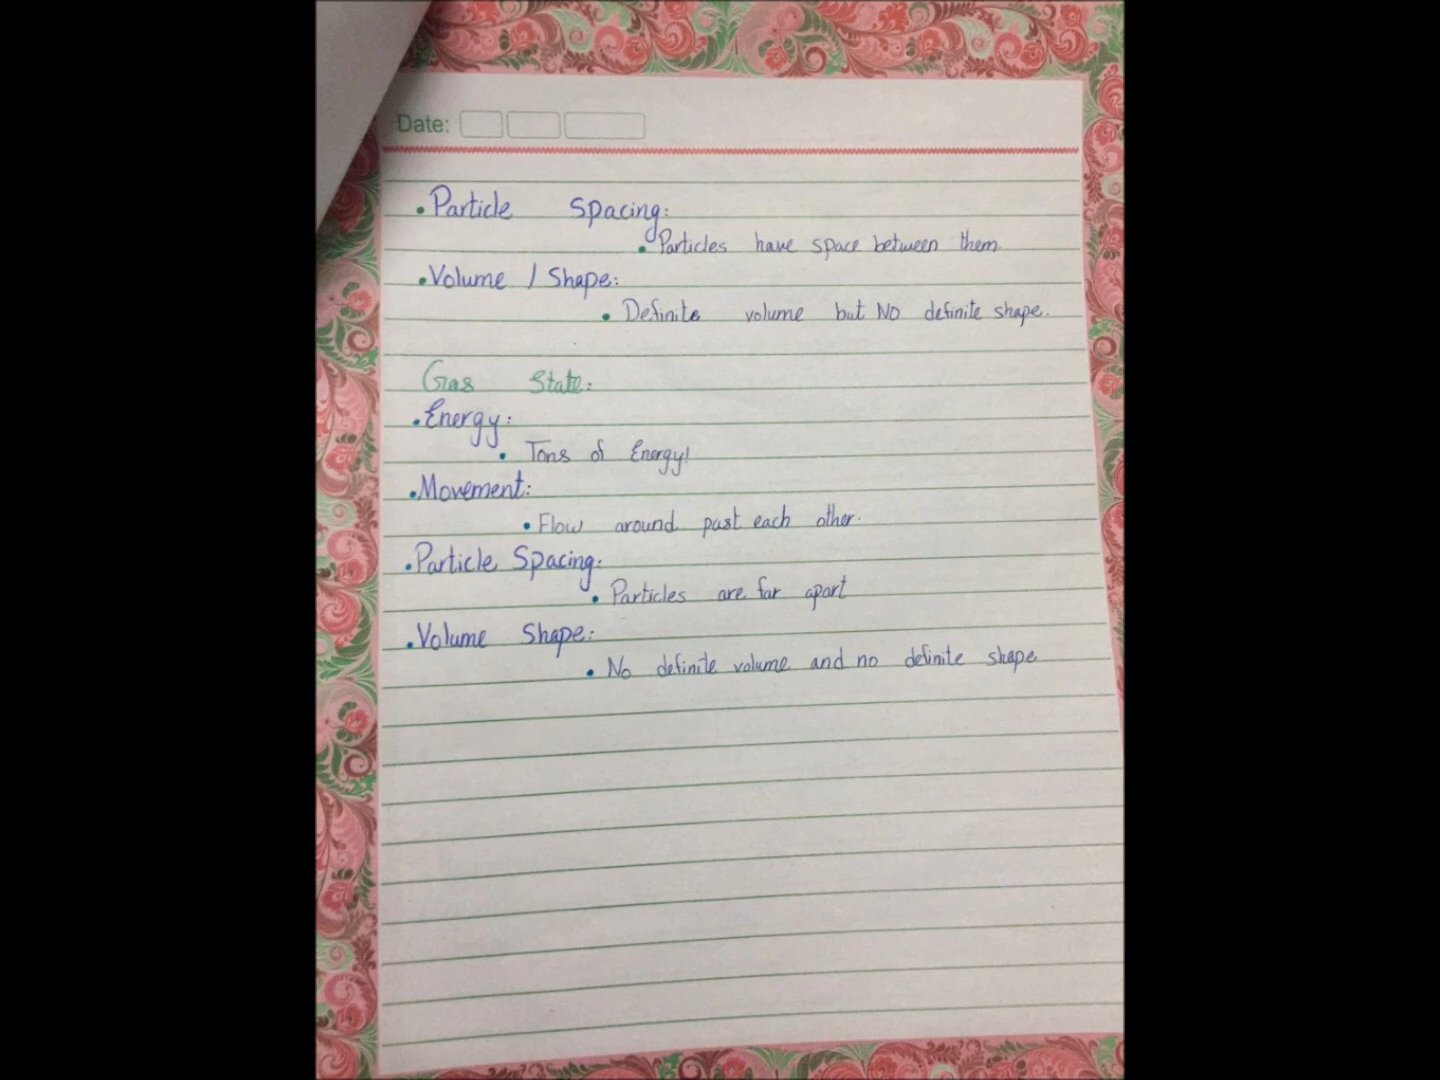 Date:
• Particle Spacing:
• Particles have space between them.
• Volume / Shape:
• Definite volume but NO definite shape.
Gas State:
• Energy:
• Tons of Energy!
• Movement:
• Flow around past each other.
• Particle Spacing:
• Particles are far apart
• Volume Shape:
• No definite volume and no definite shape